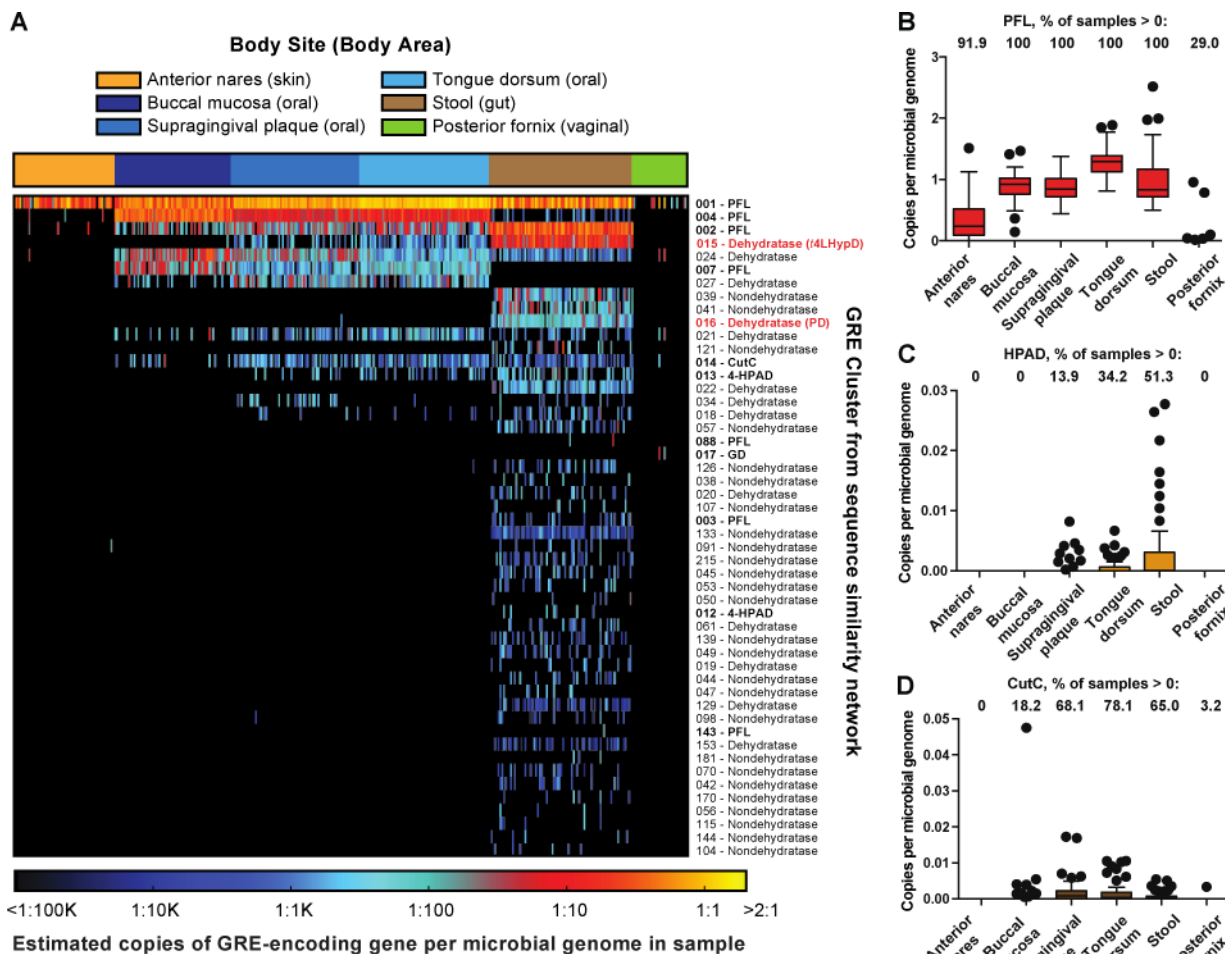 A
Body Site (Body Area)
Anterior nares (skin)
Buccal mucosa (oral)
Supragingival plaque (oral)
Tongue dorsum (oral)
Stool (gut)
Posterior fornix (vaginal)
001 - PFL
004 - PFL
002 - PFL
015 - Dehydratase (/4LHypD)
024 - Dehydratase
007 - PFL
027 - Dehydratase
039 - Nondehydratase
041 - Nondehydratase
016 - Dehydratase (PD)
021 - Dehydratase
121 - Nondehydratase
014 - CutC
013 - 4-HPAD
022 - Dehydratase
034 - Dehydratase
018 - Dehydratase
057 - Nondehydratase
088 - PFL
017 - GD
126 - Nondehydratase
038 - Nondehydratase
020 - Dehydratase
107 - Nondehydratase
003 - PFL
133 - Nondehydratase
091 - Nondehydratase
215 - Nondehydratase
045 - Nondehydratase
053 - Nondehydratase
050 - Nondehydratase
012 - 4-HPAD
061 - Dehydratase
139 - Nondehydratase
049 - Nondehydratase
019 - Dehydratase
044 - Nondehydratase
047 - Nondehydratase
129 - Dehydratase
098 - Nondehydratase
143 - PFL
153 - Dehydratase
181 - Nondehydratase
070 - Nondehydratase
042 - Nondehydratase
170 - Nondehydratase
056 - Nondehydratase
115 - Nondehydratase
144 - Nondehydratase
104 - Nondehydratase
GRE Cluster from sequence similarity network
<1:100K 1:10K 1:1K 1:100 1:10 1:1 >2:1
Estimated copies of GRE-encoding gene per microbial genome in sample
B
PFL, % of samples > 0:
91.9 100 100 100 100 29.0
Copies per microbial genome
3
2
1
0
Anterior
nares
Buccal
mucosa
Supragingival
plaque
Tongue
dorsum
Stool
Posterior
fornix
C
HPAD, % of samples > 0:
0 0 13.9 34.2 51.3 0
Copies per microbial genome
0.03
0.02
0.01
0.00
Anterior
nares
Buccal
mucosa
Supragingival
plaque
Tongue
dorsum
Stool
Posterior
fornix
D
CutC, % of samples > 0:
0 18.2 68.1 78.1 65.0 3.2
Copies per microbial genome
0.05
0.04
0.03
0.02
0.01
0.00
Anterior
Buccal
Tongue
Stool